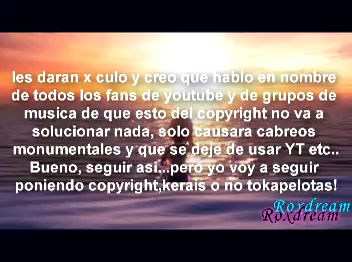 les daran x culo y creo que hablo en nombre
de todos los fans de youtube y de grupos de
musica de que esto del copyright no va a
solucionar nada, solo causara cabreos
monumentales y que se deje de usar YT etc..
Bueno, seguir asi...pero yo voy a seguir
poniendo copyright,kerais o no tokapelotas!
Roxdream
Roxdream